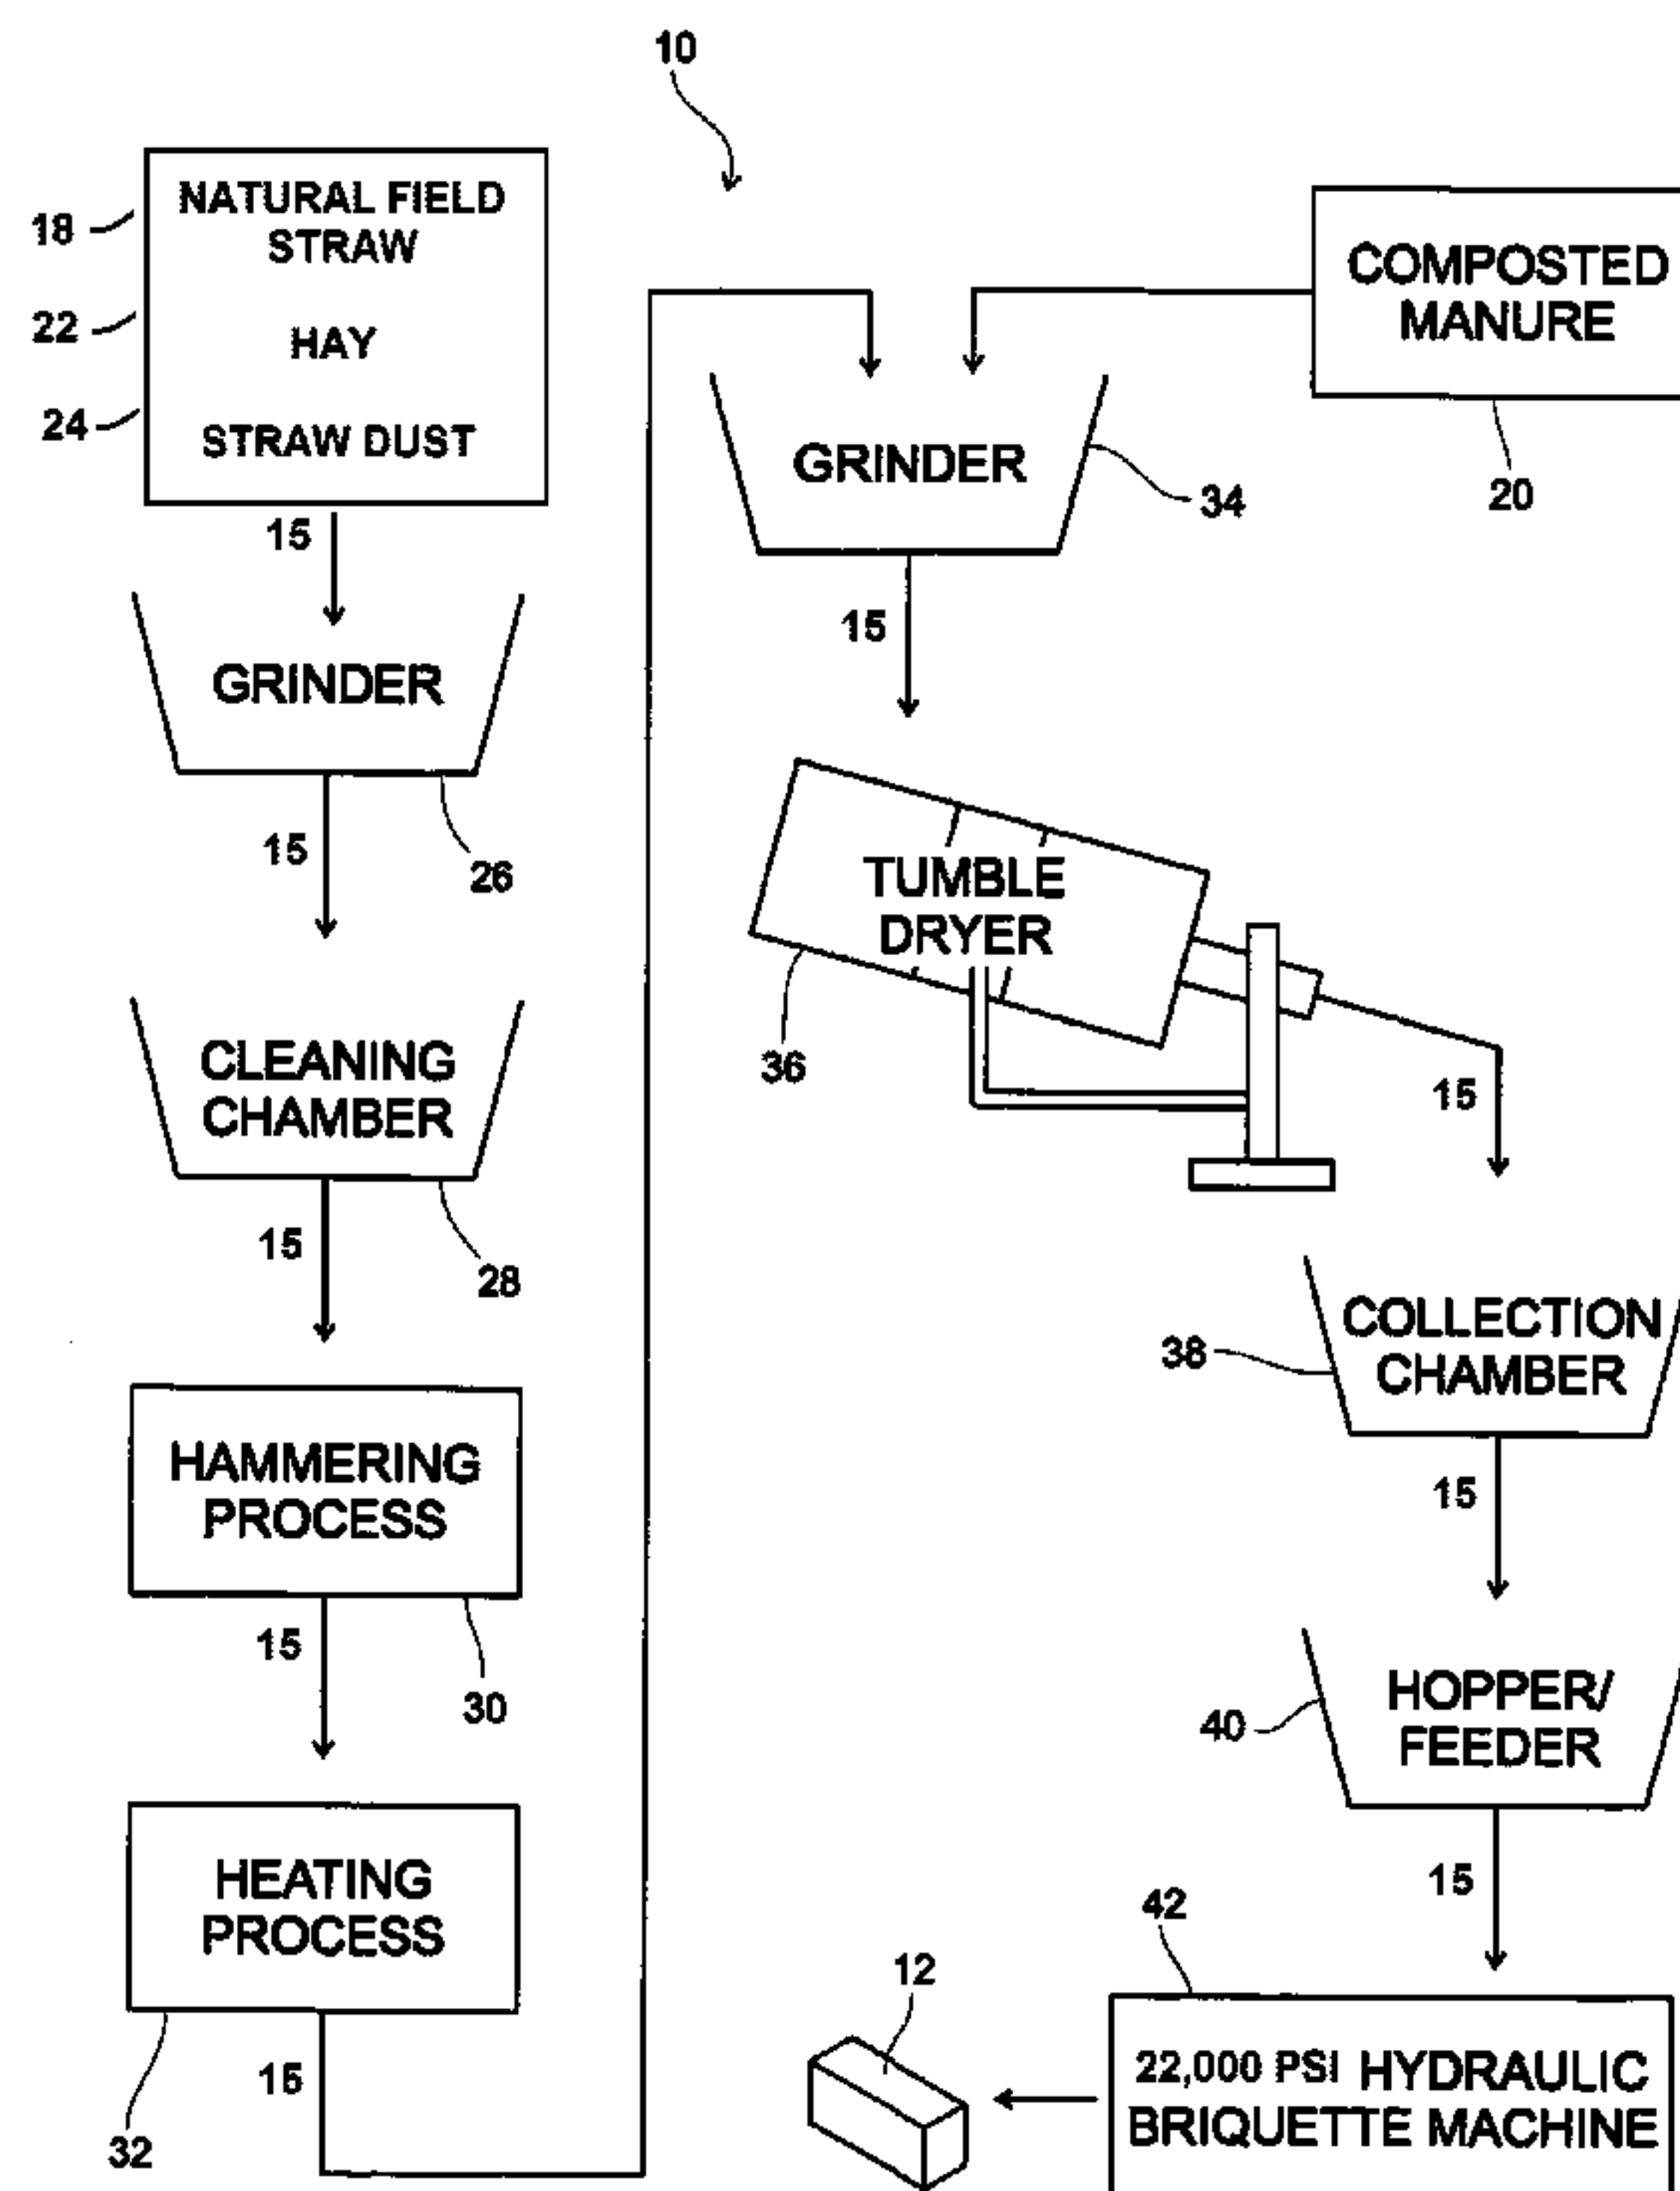 10
18
NATURAL FIELD
STRAW
22
HAY
24
STRAW DUST
15
GRINDER
15
26
CLEANING
CHAMBER
15
28
HAMMERING
PROCESS
15
30
HEATING
PROCESS
15
32
COMPOSTED
MANURE
20
GRINDER
34
15
TUMBLE
DRYER
36
15
COLLECTION
CHAMBER
38
15
HOPPER/
FEEDER
40
15
42
22,000 PSI HYDRAULIC
BRIQUETTE MACHINE
12